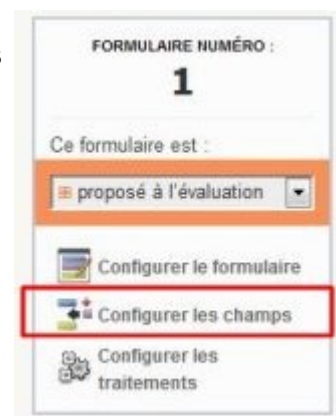 FORMULAIRE NUMÉRO :
1
Ce formulaire est :
proposé à l'évaluation
Configurer le formulaire
Configurer les champs
Configurer les
traitements